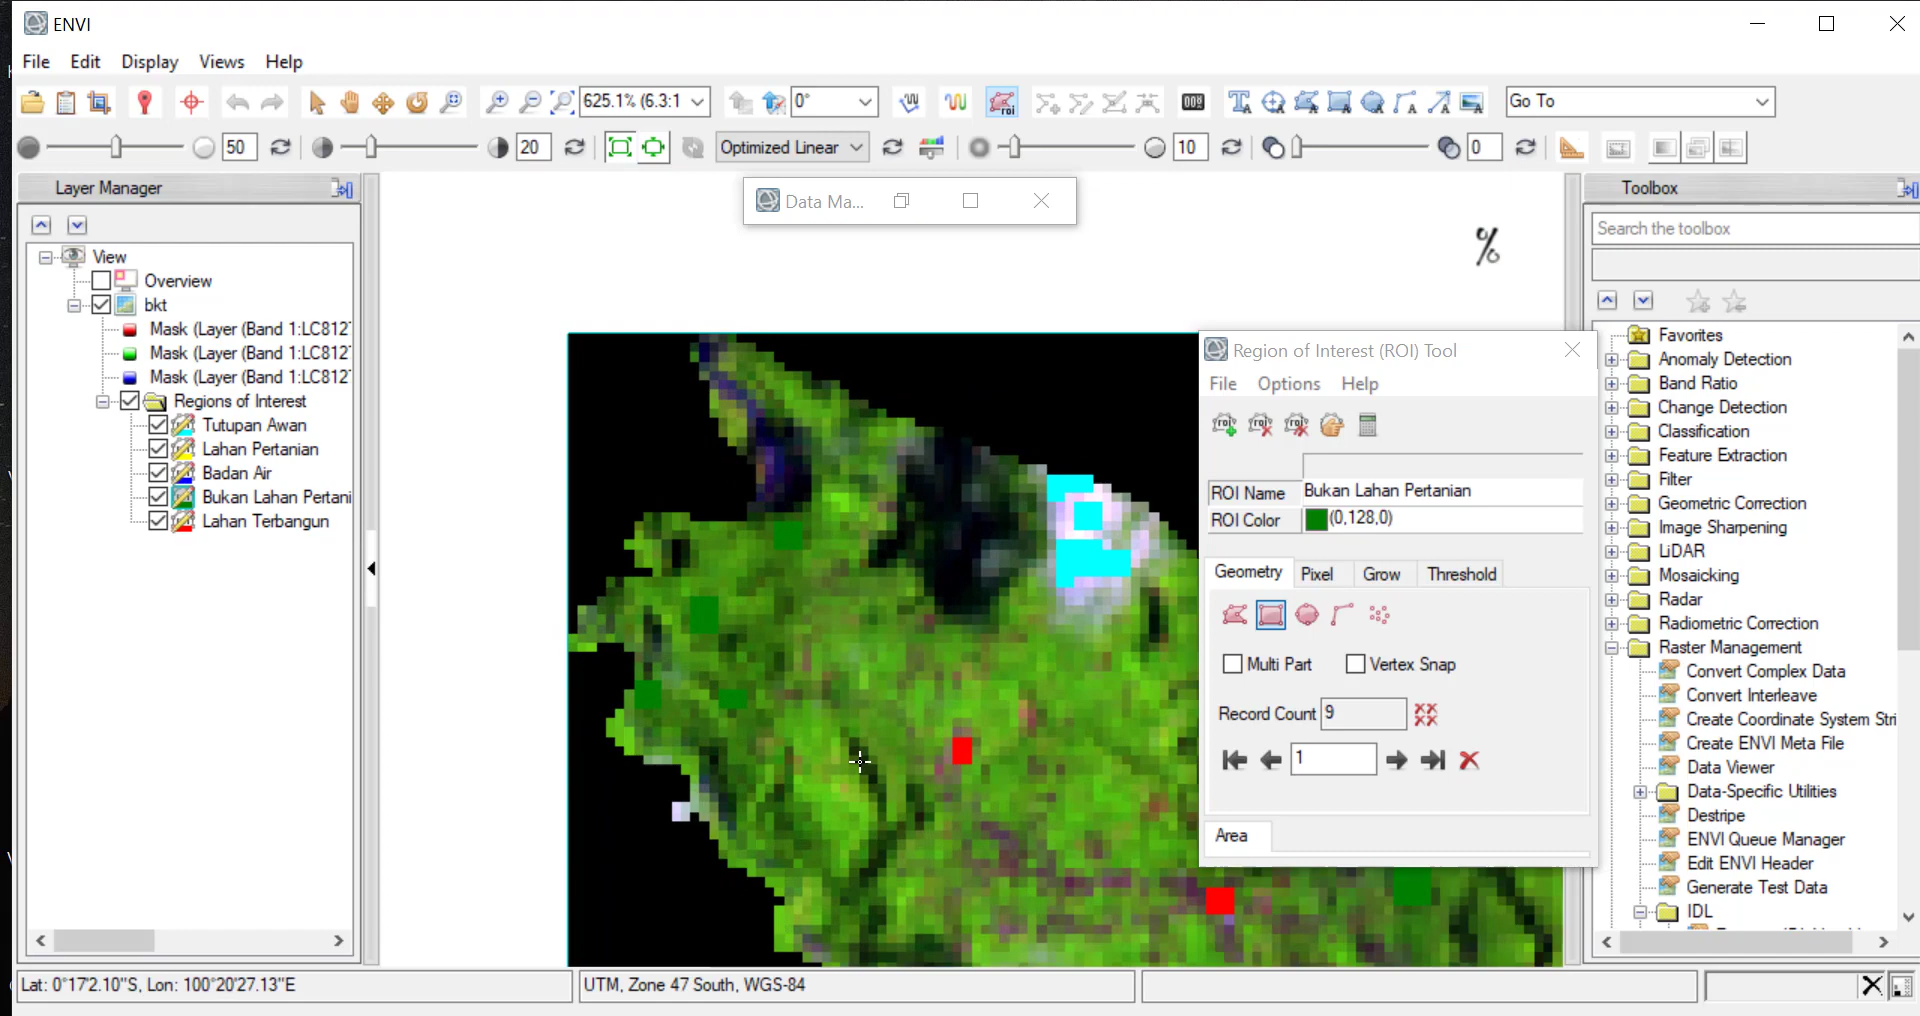 ENVI
File Edit Display Views Help
625.1% (6.3:1 0° Go To
50 20 Optimized Linear 10 0
Layer Manager
View
Overview
bkt
Mask (Layer (Band 1:LC812
Mask (Layer (Band 1:LC812
Mask (Layer (Band 1:LC812
Regions of Interest
Tutupan Awan
Lahan Pertanian
Badan Air
Bukan Lahan Pertani
Lahan Terbangun
Data Ma...
%
Region of Interest (ROI) Tool
File Options Help
ROI Name Bukan Lahan Pertanian
ROI Color (0,128,0)
Geometry Pixel Grow Threshold
Multi Part Vertex Snap
Record Count 9
1
Area
Toolbox
Search the toolbox
Favorites
Anomaly Detection
Band Ratio
Change Detection
Classification
Feature Extraction
Filter
Geometric Correction
Image Sharpening
LiDAR
Mosaicking
Radar
Radiometric Correction
Raster Management
Convert Complex Data
Convert Interleave
Create Coordinate System Stri
Create ENVI Meta File
Data Viewer
Data-Specific Utilities
Destripe
ENVI Queue Manager
Edit ENVI Header
Generate Test Data
IDL
Lat: 0°17'2.10"S, Lon: 100°20'27.13"E
UTM, Zone 47 South, WGS-84